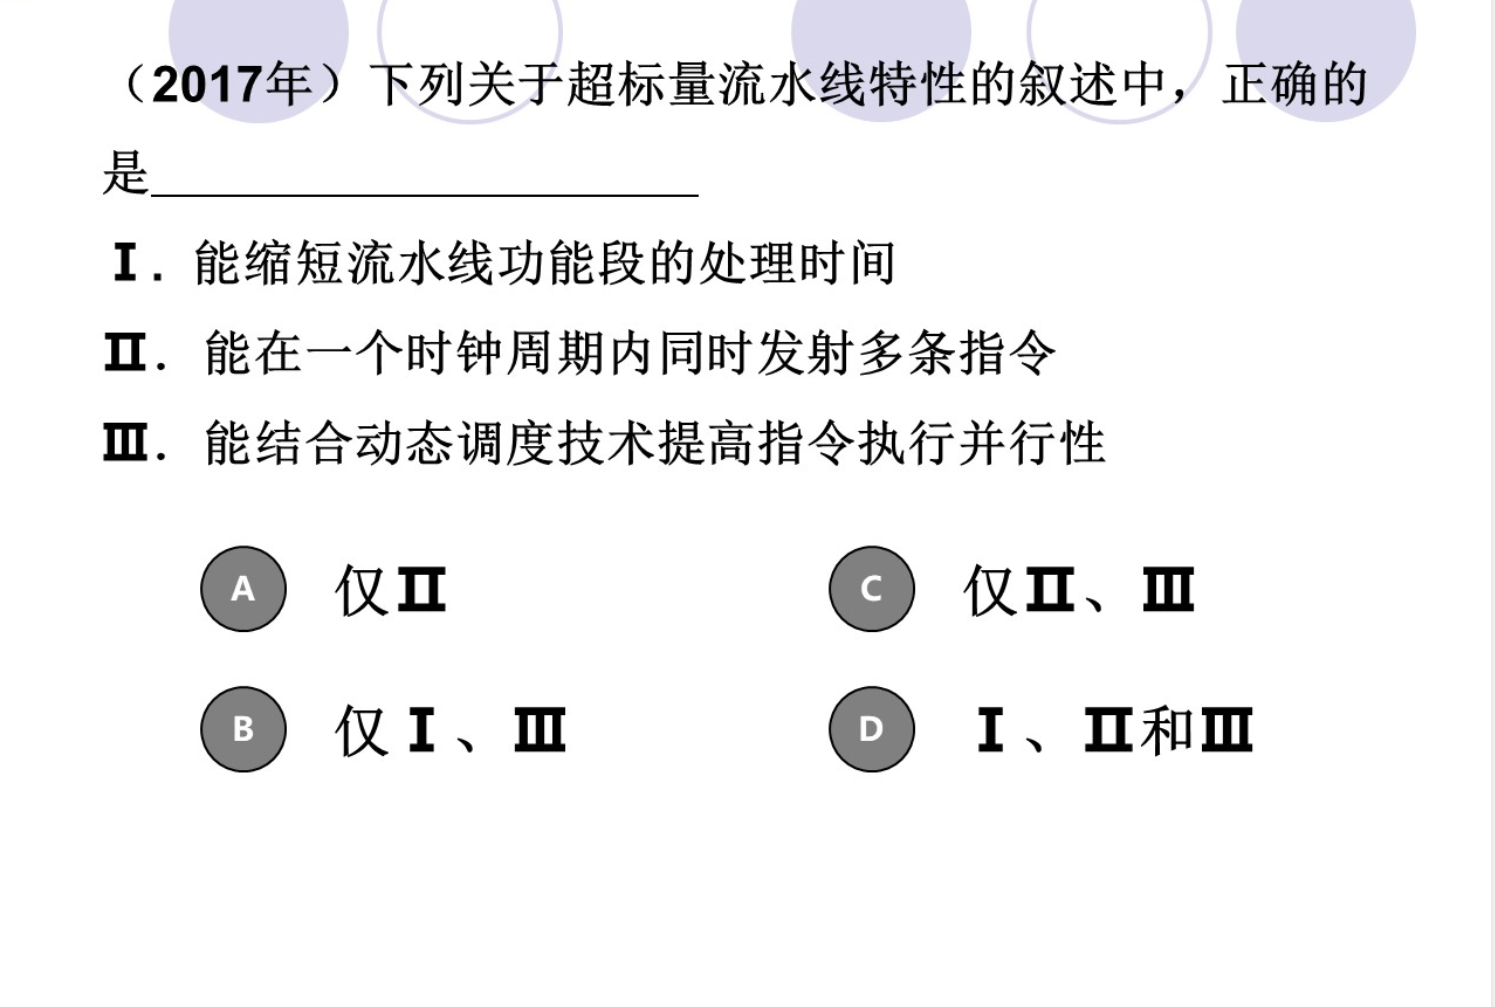 （2017年）下列关于超标量流水线特性的叙述中，正确的
是____________________
Ⅰ．能缩短流水线功能段的处理时间
Ⅱ．能在一个时钟周期内同时发射多条指令
Ⅲ．能结合动态调度技术提高指令执行并行性
A 仅Ⅱ
C 仅Ⅱ、Ⅲ
B 仅Ⅰ、Ⅲ
D Ⅰ、Ⅱ和Ⅲ